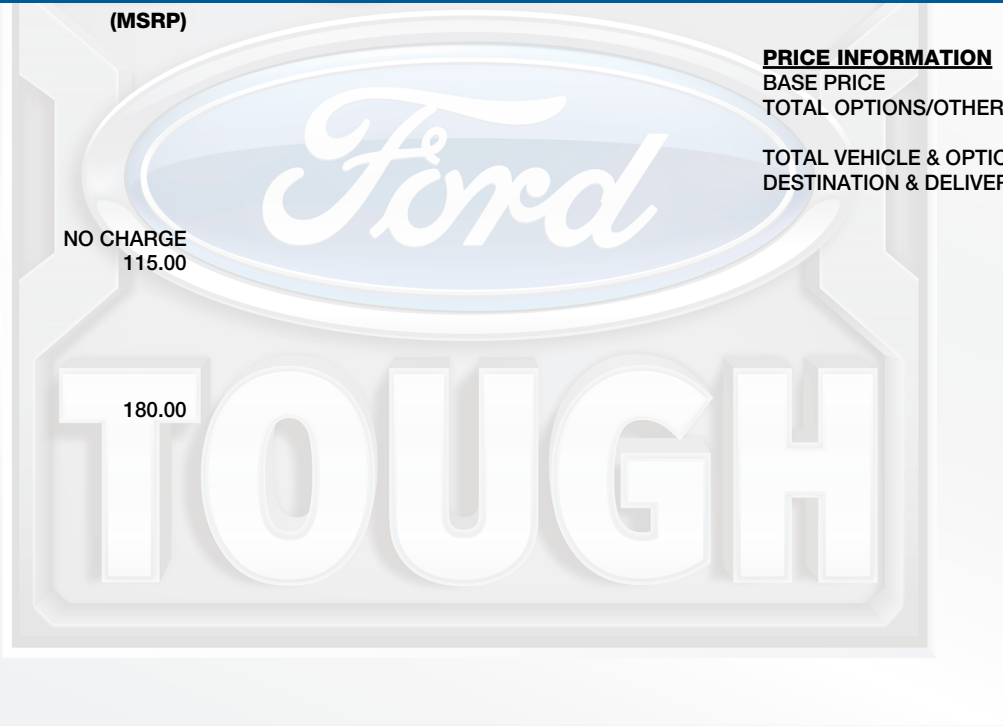 (MSRP)
NO CHARGE
115.00
180.00
PRICE INFORMATION
BASE PRICE
TOTAL OPTIONS/OTHER
TOTAL VEHICLE & OPTIO
DESTINATION & DELIVER
Ford
TOUGH